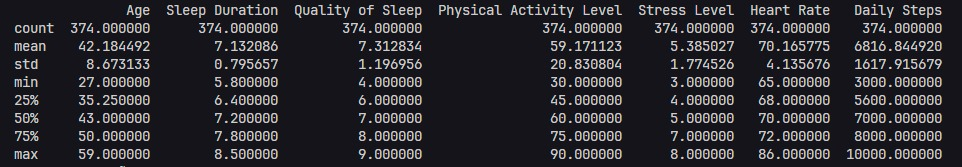 Age Sleep Duration Quality of Sleep Physical Activity Level Stress Level Heart Rate Daily Steps
count 374.000000 374.000000 374.000000 374.000000 374.000000 374.000000 374.000000
mean 42.184492 7.132086 7.312834 59.171123 5.385027 70.165775 6816.844920
std 8.673133 0.795657 1.196956 20.830804 1.774526 4.135676 1617.915679
min 27.000000 5.800000 4.000000 30.000000 3.000000 65.000000 3000.000000
25% 35.250000 6.400000 6.000000 45.000000 4.000000 68.000000 5600.000000
50% 43.000000 7.200000 7.000000 60.000000 5.000000 70.000000 7000.000000
75% 50.000000 7.800000 8.000000 75.000000 7.000000 72.000000 8000.000000
max 59.000000 8.500000 9.000000 90.000000 8.000000 86.000000 10000.000000